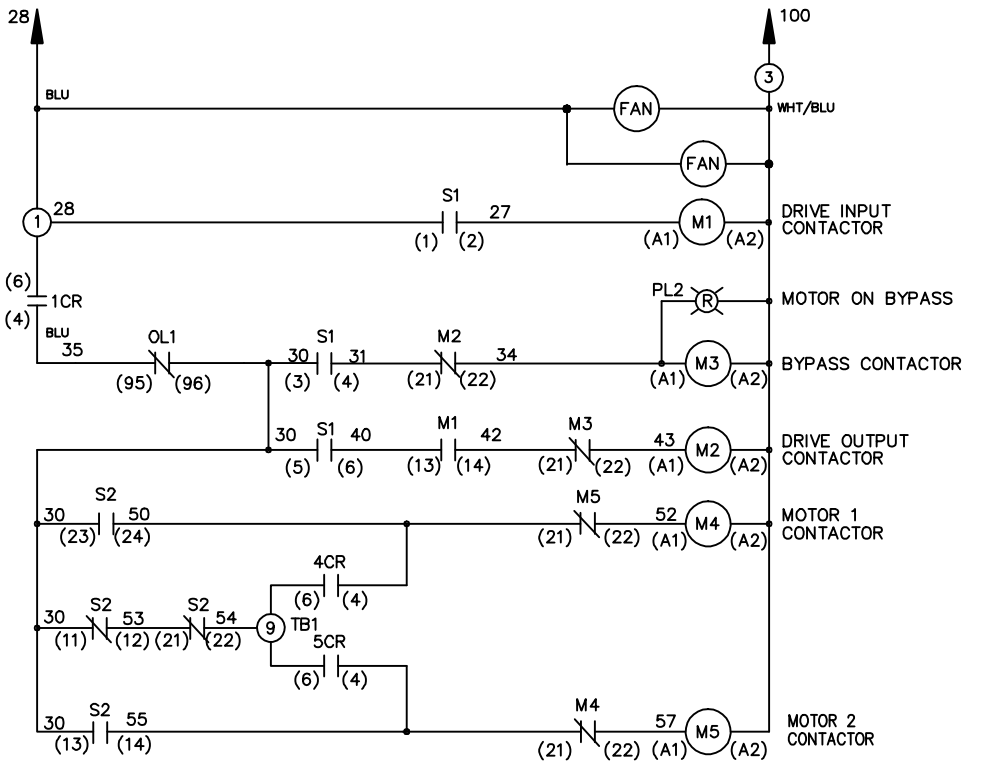 28
100
3
BLU
FAN
WHT/BLU
FAN
S1
1
28
27
M1
DRIVE INPUT
CONTACTOR
(1)
(2)
(A1)
(A2)
(6)
1CR
(4)
PL2
R
MOTOR ON BYPASS
BLU
35
OL1
(95)
(96)
30
S1
31
(3)
(4)
M2
34
(21)
(22)
M3
(A1)
(A2)
BYPASS CONTACTOR
30
S1
40
(5)
(6)
M1
42
(13)
(14)
M3
(21)
(22)
43
M2
(A1)
(A2)
DRIVE OUTPUT
CONTACTOR
30
S2
50
(23)
(24)
M5
(21)
(22)
52
M4
(A1)
(A2)
MOTOR 1
CONTACTOR
4CR
(6)
(4)
30
S2
53
S2
54
9
TB1
(11)
(12)
(21)
(22)
5CR
(6)
(4)
30
S2
55
(13)
(14)
M4
(21)
(22)
57
M5
(A1)
(A2)
MOTOR 2
CONTACTOR